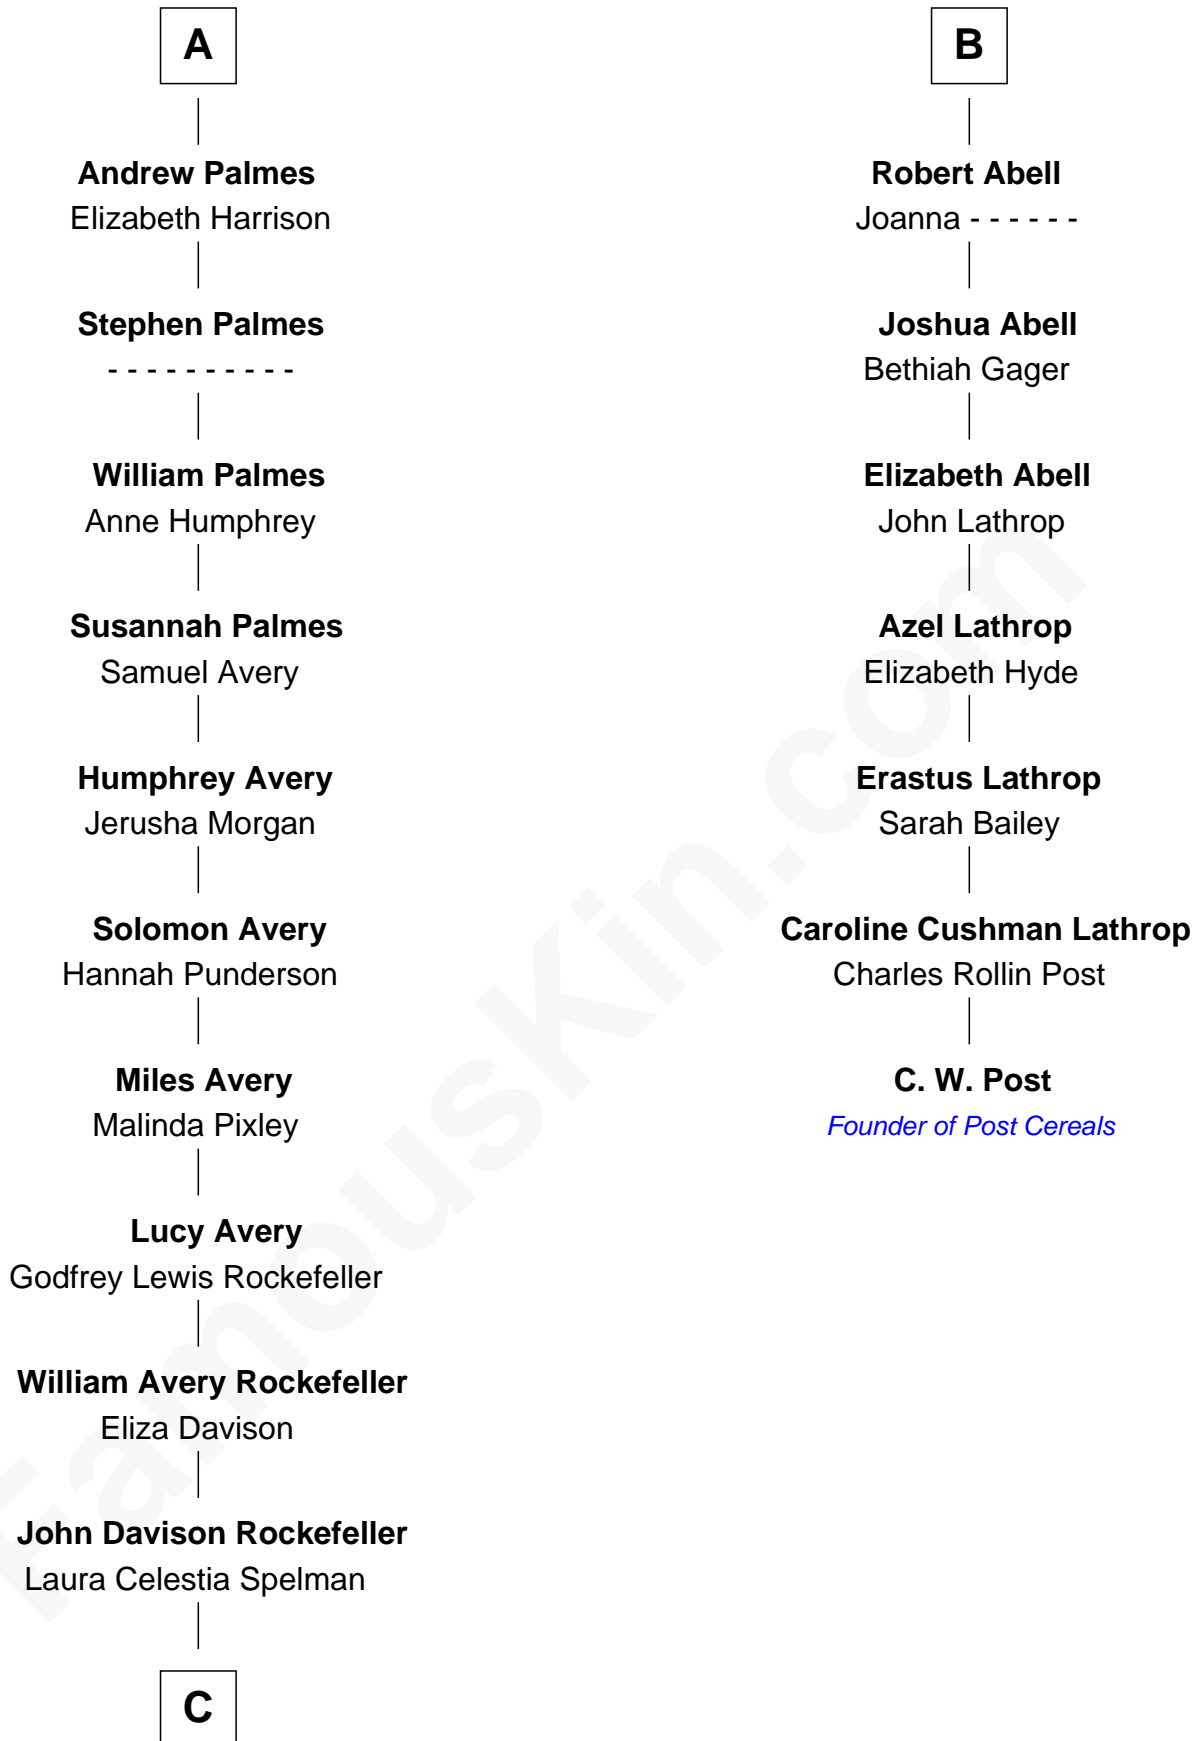 A
Andrew Palmes
Elizabeth Harrison
Stephen Palmes
- - - - - - - - - -
William Palmes
Anne Humphrey
Susannah Palmes
Samuel Avery
Humphrey Avery
Jerusha Morgan
Solomon Avery
Hannah Punderson
Miles Avery
Malinda Pixley
Lucy Avery
Godfrey Lewis Rockefeller
William Avery Rockefeller
Eliza Davison
John Davison Rockefeller
Laura Celestia Spelman
C
B
Robert Abell
Joanna - - - - - -
Joshua Abell
Bethiah Gager
Elizabeth Abell
John Lathrop
Azel Lathrop
Elizabeth Hyde
Erastus Lathrop
Sarah Bailey
Caroline Cushman Lathrop
Charles Rollin Post
C. W. Post
Founder of Post Cereals
FamousKin.com